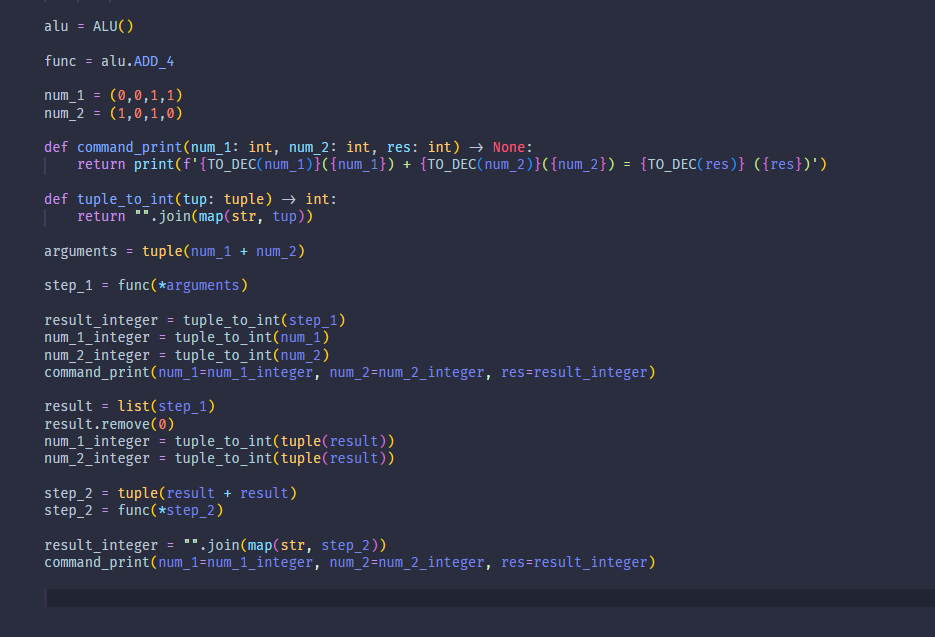 alu = ALU()
func = alu.ADD_4
num_1 = (0,0,1,1)
num_2 = (1,0,1,0)
def command_print(num_1: int, num_2: int, res: int) -> None:
    return print(f'{TO_DEC(num_1)}({num_1}) + {TO_DEC(num_2)}({num_2}) = {TO_DEC(res)} ({res})')
def tuple_to_int(tup: tuple) -> int:
    return "".join(map(str, tup))
arguments = tuple(num_1 + num_2)
step_1 = func(*arguments)
result_integer = tuple_to_int(step_1)
num_1_integer = tuple_to_int(num_1)
num_2_integer = tuple_to_int(num_2)
command_print(num_1=num_1_integer, num_2=num_2_integer, res=result_integer)
result = list(step_1)
result.remove(0)
num_1_integer = tuple_to_int(tuple(result))
num_2_integer = tuple_to_int(tuple(result))
step_2 = tuple(result + result)
step_2 = func(*step_2)
result_integer = "".join(map(str, step_2))
command_print(num_1=num_1_integer, num_2=num_2_integer, res=result_integer)